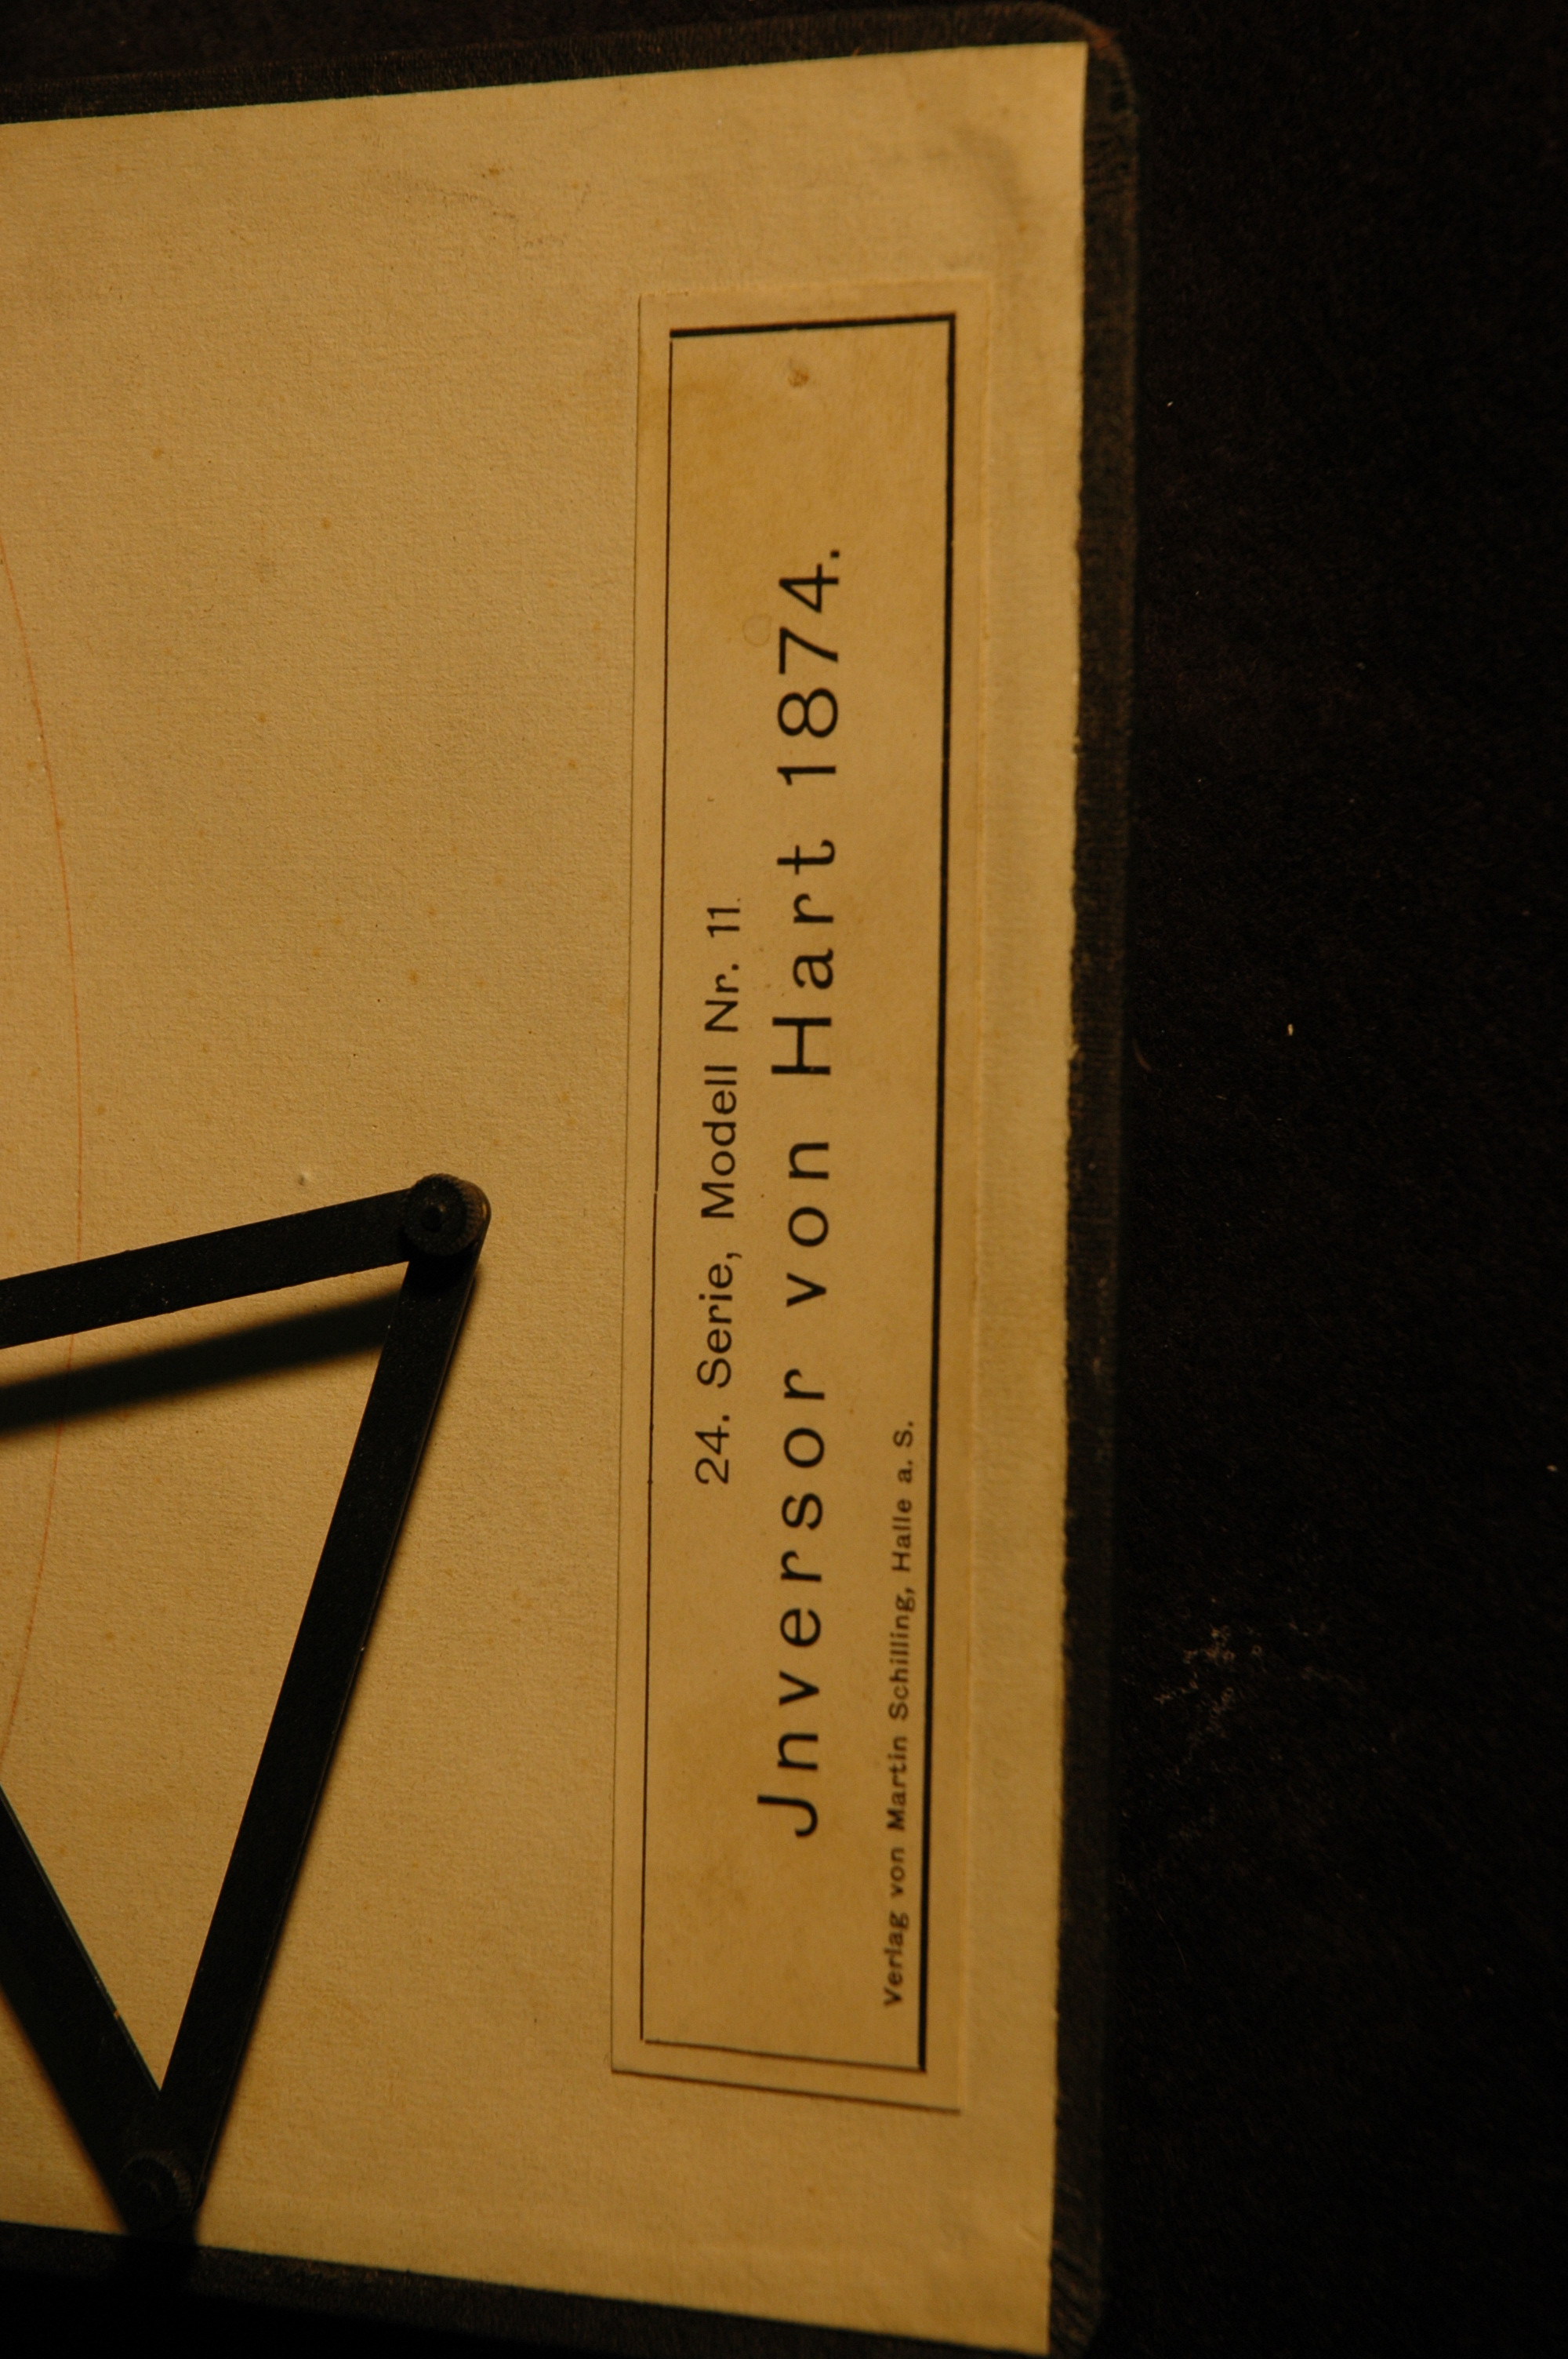 24. Serie, Modell Nr. 11.
Jnversor von Hart 1874.
Verlag von Martin Schilling, Halle a. S.